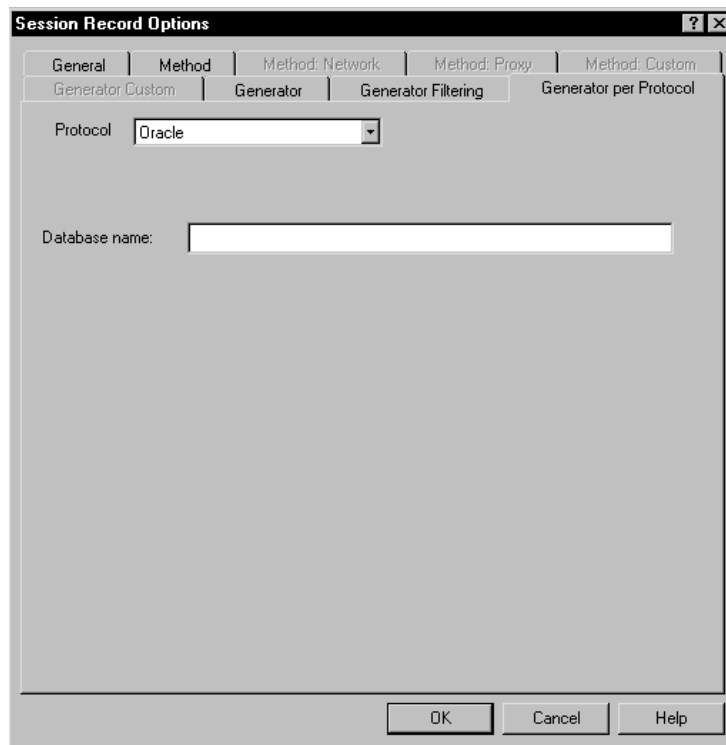 Session Record Options
General Method Method: Network Method: Proxy Method: Custom
Generator Custom Generator Generator Filtering Generator per Protocol
Protocol Oracle
Database name:
OK Cancel Help